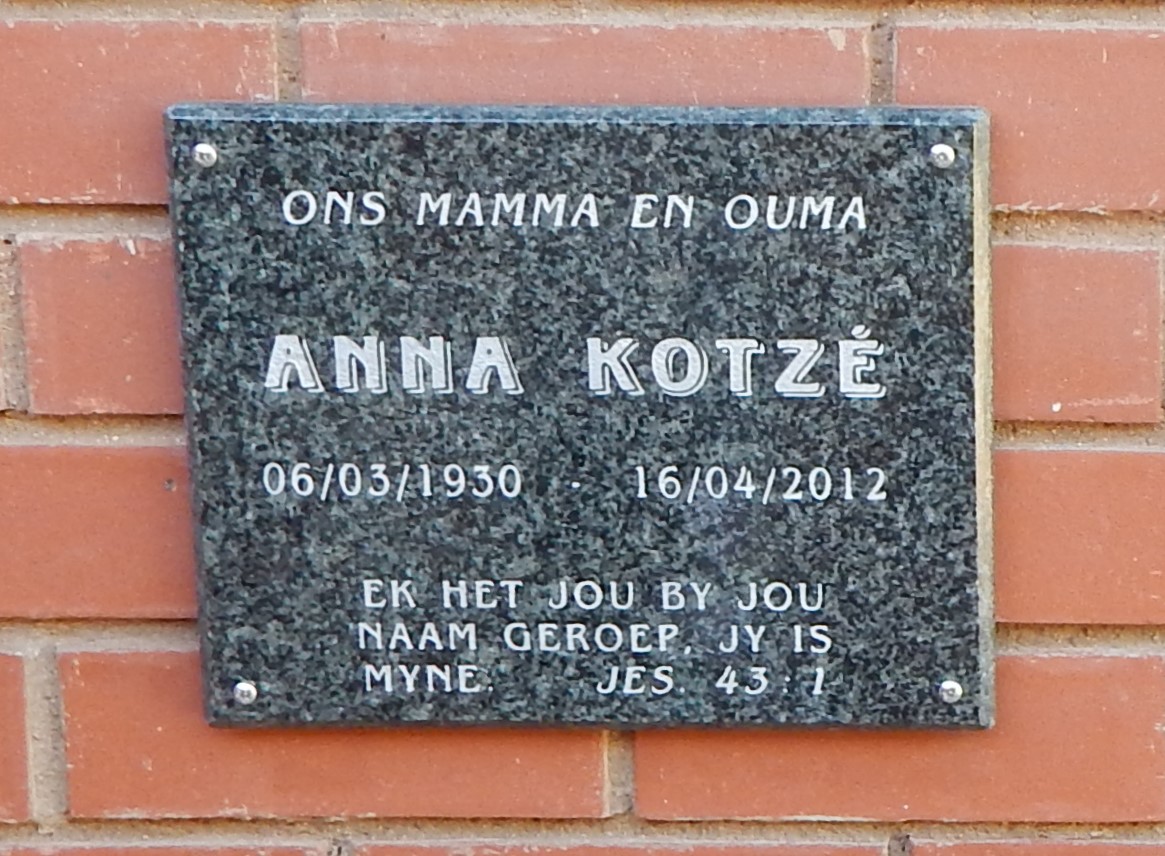 ONS MAMMA EN OUMA
ANNA KOTZÉ
06/03/1930 - 16/04/2012
EK HET JOU BY JOU
NAAM GEROEP. JY IS
MYNE. JES. 43:1